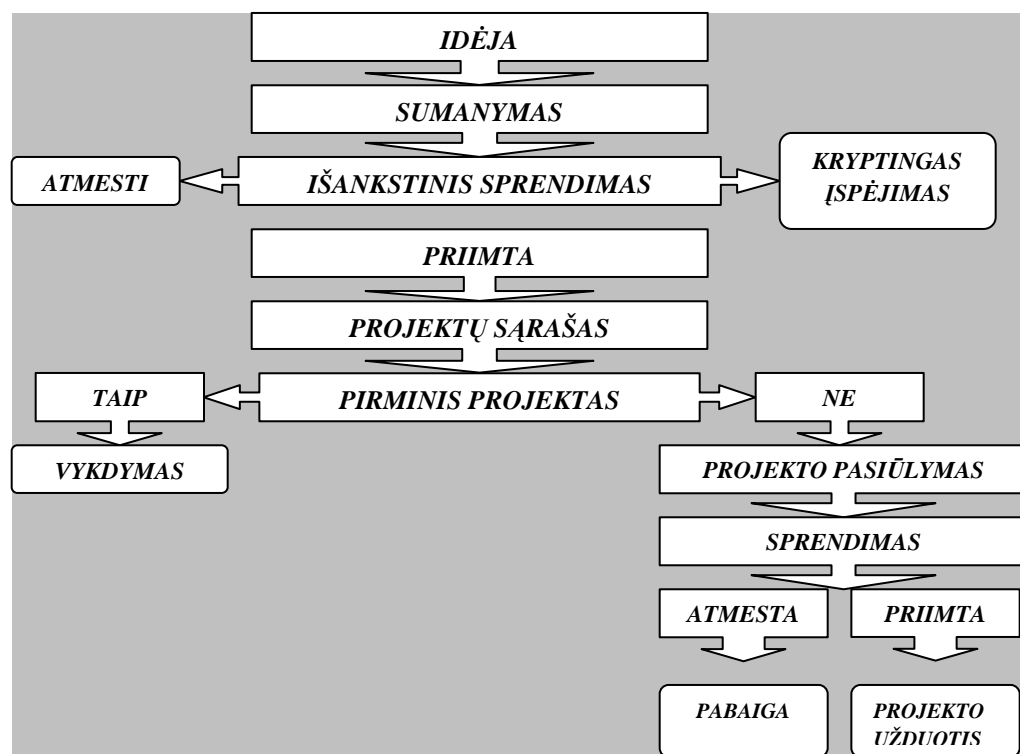 IDĖJA
SUMANYMAS
ATMESTI
IŠANKSTINIS SPRENDIMAS
KRYPTINGAS
ĮSPĖJIMAS
PRIIMTA
PROJEKTŲ SĄRAŠAS
TAIP
PIRMINIS PROJEKTAS
NE
VYKDYMAS
PROJEKTO PASIŪLYMAS
SPRENDIMAS
ATMESTA
PRIIMTA
PABAIGA
PROJEKTO
UŽDUOTIS